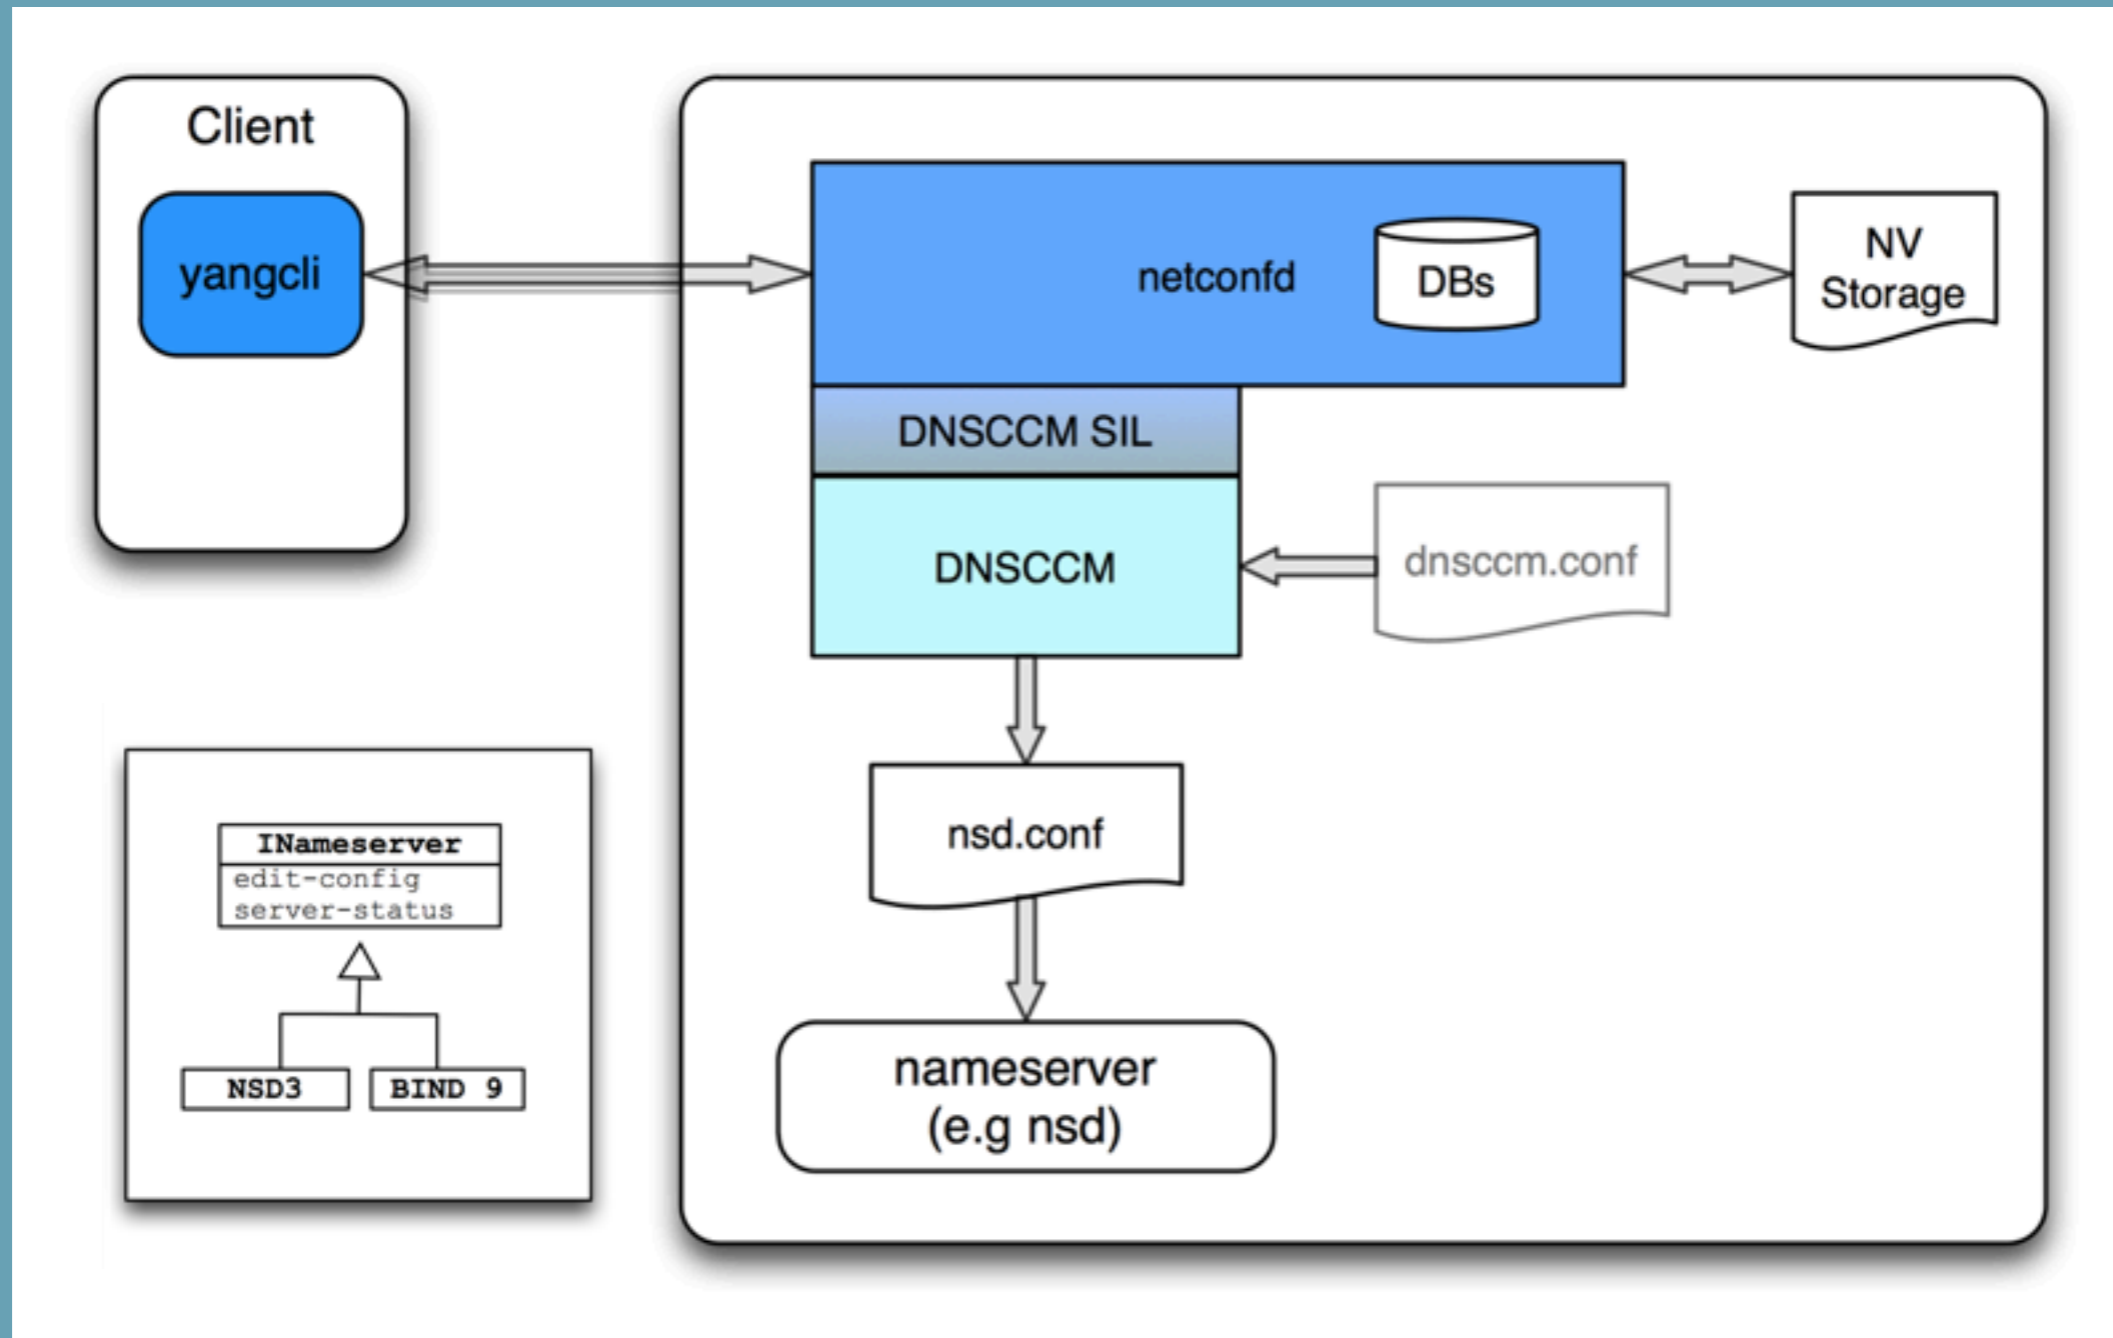 Client
yangcli
netconfd
DBs
NV
Storage
DNSCCM SIL
DNSCCM
dnsccm.conf
nsd.conf
nameserver
(e.g nsd)
INameserver
edit-config
server-status
NSD3
BIND 9